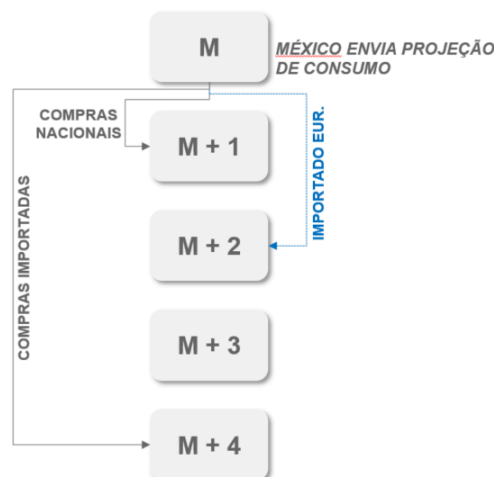 M
MÉXICO ENVIA PROJEÇÃO
DE CONSUMO
COMPRAS
NACIONAIS
M + 1
IMPORTADO EUR.
COMPRAS IMPORTADAS
M + 2
M + 3
M + 4